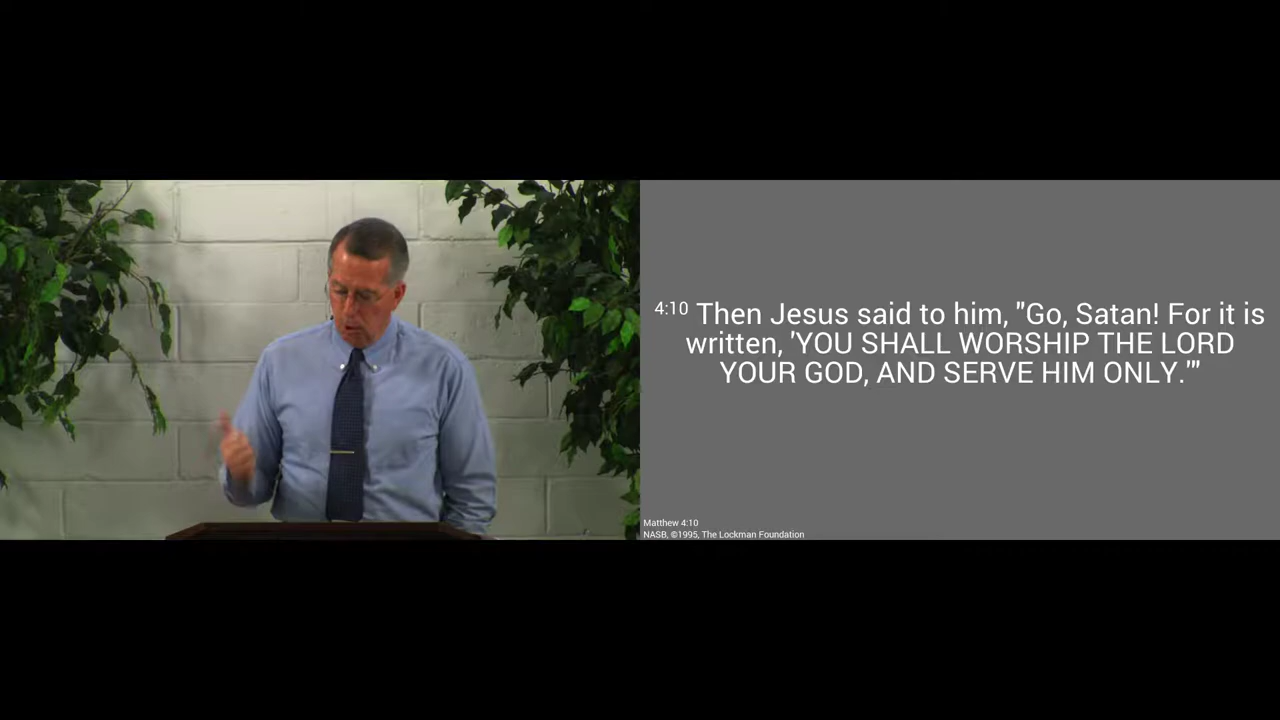 4:10 Then Jesus said to him, "Go, Satan! For it is
written, 'YOU SHALL WORSHIP THE LORD
YOUR GOD, AND SERVE HIM ONLY.'"
Matthew 4:10
NASB, ©1995, The Lockman Foundation